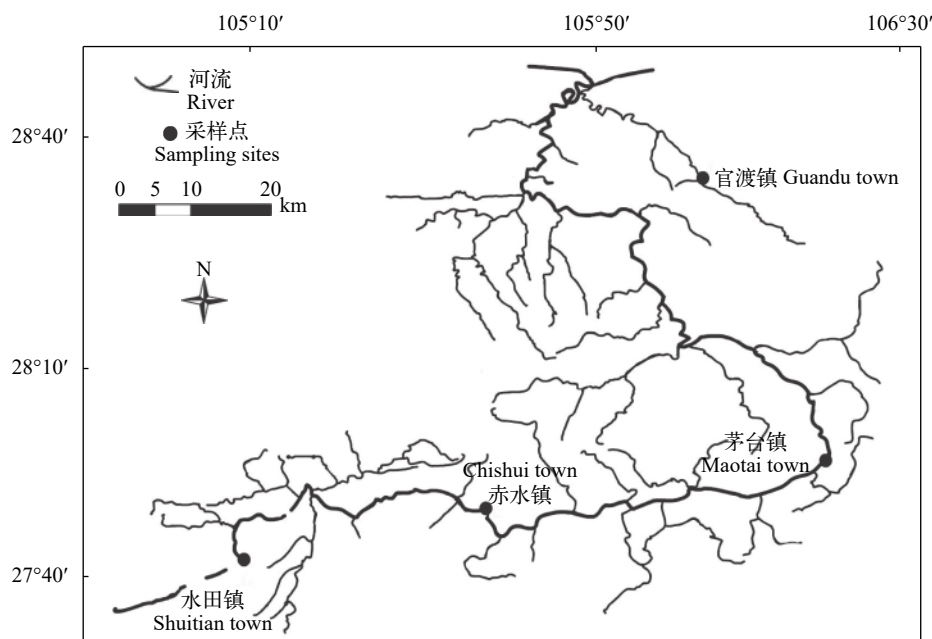 105°10′
105°50′
106°30′
28°40′
28°10′
27°40′
河流
River
采样点
Sampling sites
0 5 10 20
km
N
官渡镇 Guandu town
茅台镇
Maotai town
Chishui town
赤水镇
水田镇
Shuitian town